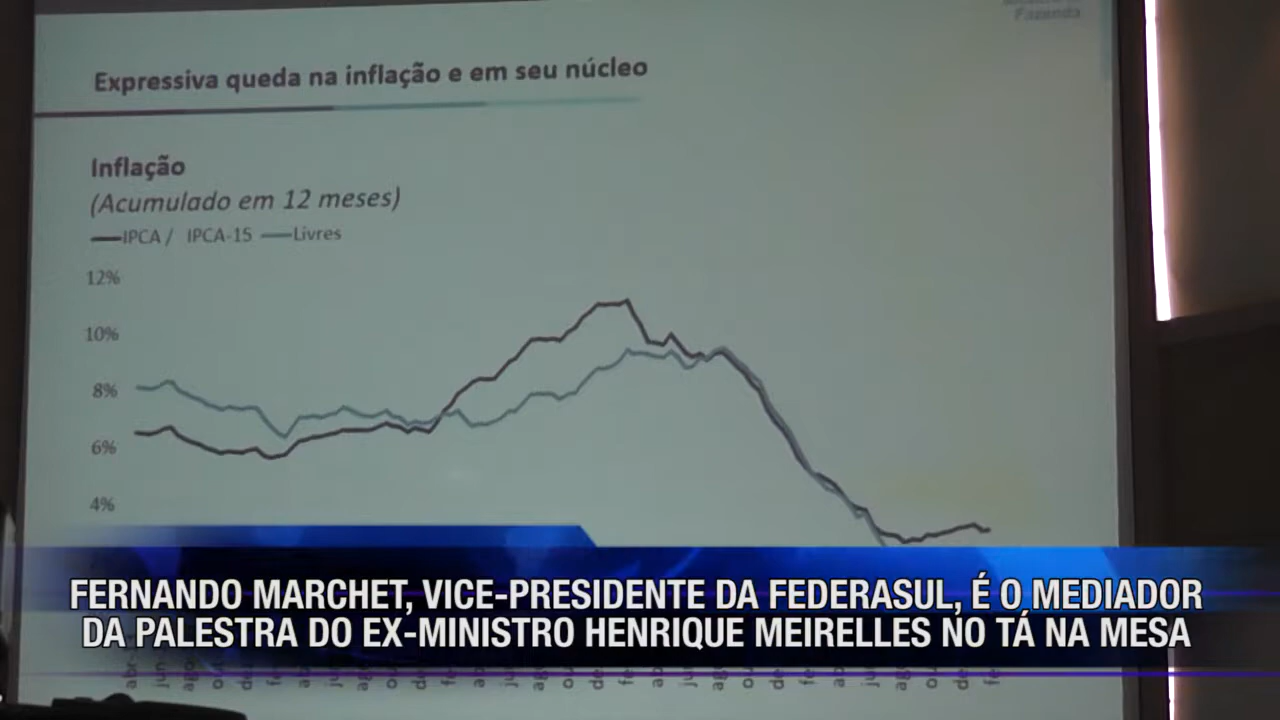 Fazenda
Expressiva queda na inflação e em seu núcleo
Inflação
(Acumulado em 12 meses)
IPCA / IPCA-15 Livres
12%
10%
8%
6%
4%
FERNANDO MARCHET, VICE-PRESIDENTE DA FEDERASUL, É O MEDIADOR
DA PALESTRA DO EX-MINISTRO HENRIQUE MEIRELLES NO TÁ NA MESA